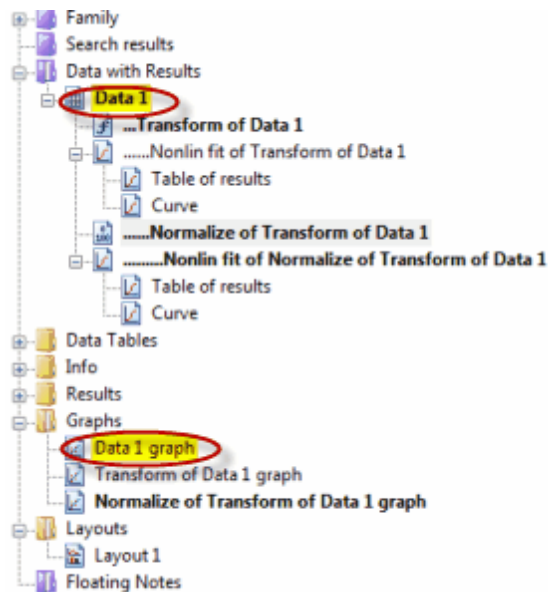 Family
Search results
Data with Results
Data 1
...Transform of Data 1
......Nonlin fit of Transform of Data 1
Table of results
Curve
......Normalize of Transform of Data 1
.........Nonlin fit of Normalize of Transform of Data 1
Table of results
Curve
Data Tables
Info
Results
Graphs
Data 1 graph
Transform of Data 1 graph
Normalize of Transform of Data 1 graph
Layouts
Layout 1
Floating Notes